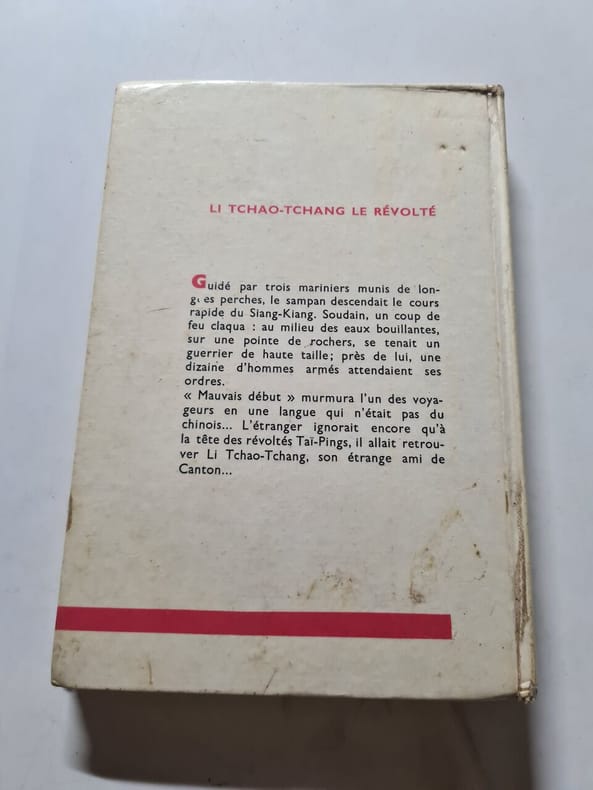 LI TCHAO-TCHANG LE RÉVOLTÉ
Guidé par trois mariniers munis de lon-
gues perches, le sampan descendait le cours
rapide du Siang-Kiang. Soudain, un coup de
feu claqua : au milieu des eaux bouillantes,
sur une pointe de rochers, se tenait un
guerrier de haute taille; près de lui, une
dizaine d'hommes armés attendaient ses
ordres.
« Mauvais début » murmura l'un des voya-
geurs en une langue qui n'était pas du
chinois... L'étranger ignorait encore qu'à
la tête des révoltés Taï-Pings, il allait retrou-
ver Li Tchao-Tchang, son étrange ami de
Canton...